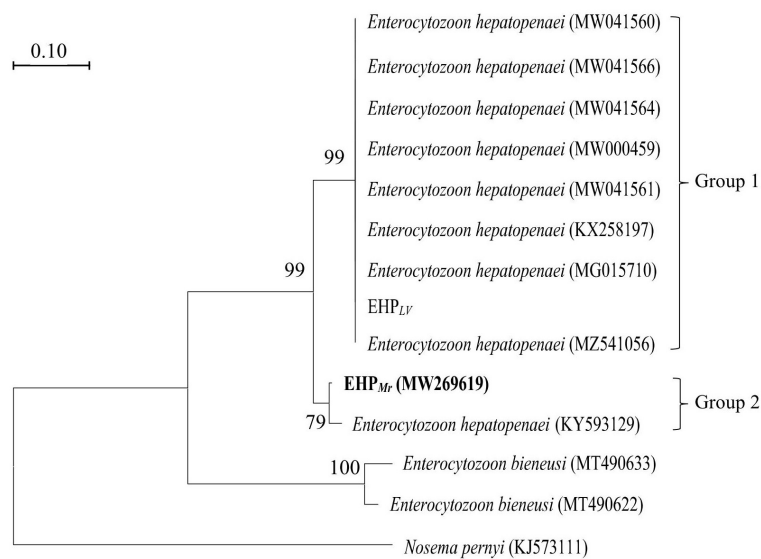 Enterocytozoon hepatopenaei (MW041560)
0.10
Enterocytozoon hepatopenaei (MW041566)
Enterocytozoon hepatopenaei (MW041564)
99
Enterocytozoon hepatopenaei (MW000459)
Enterocytozoon hepatopenaei (MW041561)
Group 1
Enterocytozoon hepatopenaei (KX258197)
99
Enterocytozoon hepatopenaei (MG015710)
EHPLV
Enterocytozoon hepatopenaei (MZ541056)
EHPMr (MW269619)
Group 2
79
Enterocytozoon hepatopenaei (KY593129)
100
Enterocytozoon bieneusi (MT490633)
Enterocytozoon bieneusi (MT490622)
Nosema pernyi (KJ573111)